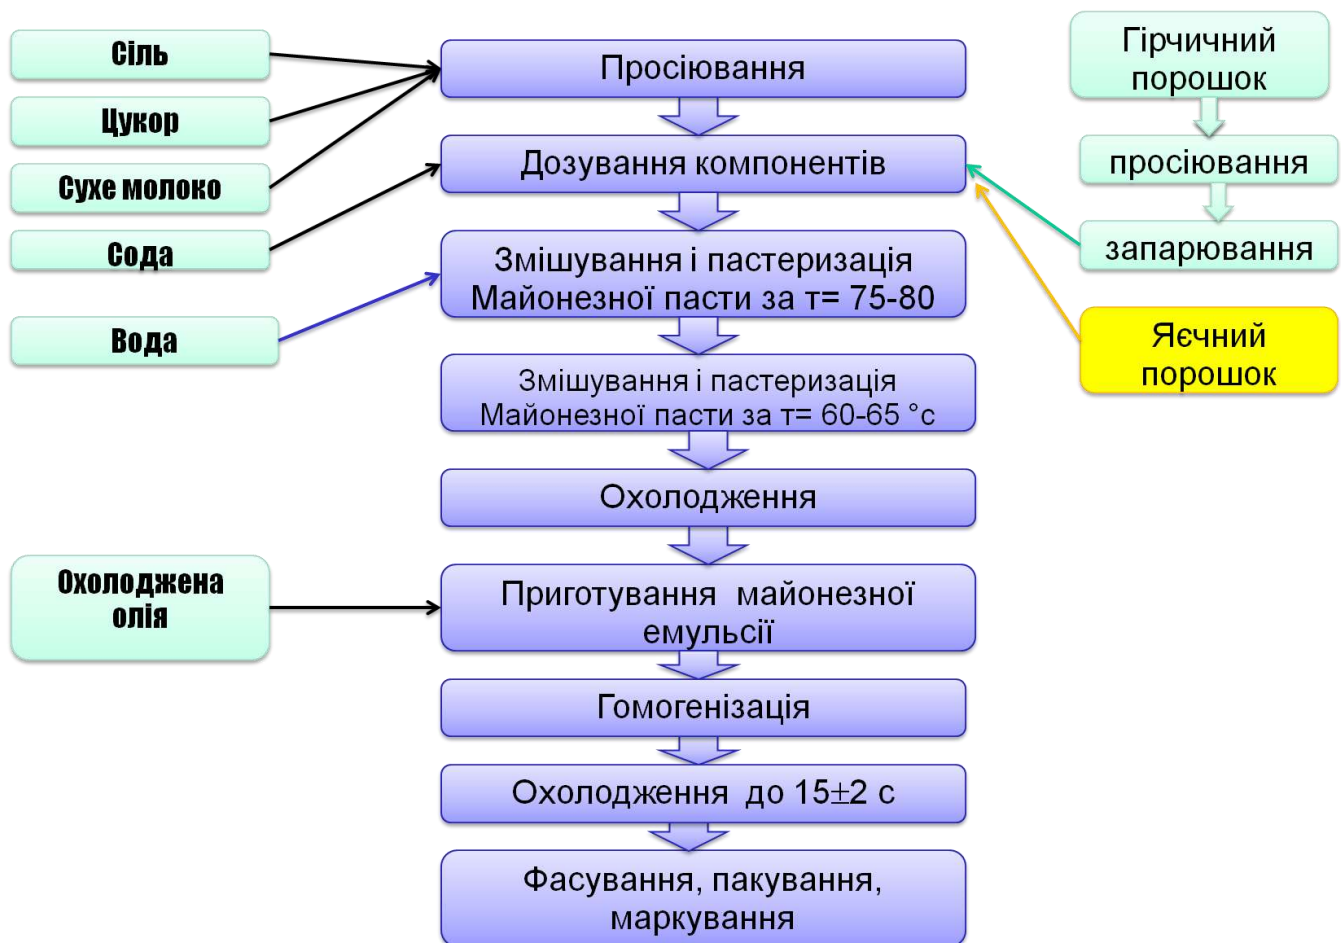 Сіль
Цукор
Сухе молоко
Сода
Вода
Охолоджена
олія
Просіювання
Дозування компонентів
Змішування і пастеризація
Майонезної пасти за т= 75-80
Змішування і пастеризація
Майонезної пасти за т= 60-65 °с
Охолодження
Приготування майонезної
емульсії
Гомогенізація
Охолодження до 15±2 с
Фасування, пакування,
маркування
Гірчичний
порошок
просіювання
запарювання
Яєчний
порошок